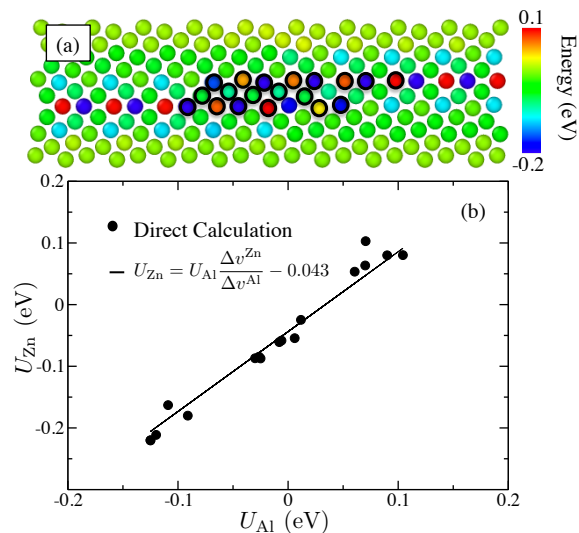 (a)
0.1
Energy (eV)
-0.2
0.2
(b)
Direct Calculation
U_Zn = U_Al Δv^Zn / Δv^Al − 0.043
0.1
0
-0.1
-0.2
U_Zn (eV)
-0.2
-0.1
0
0.1
0.2
U_Al (eV)